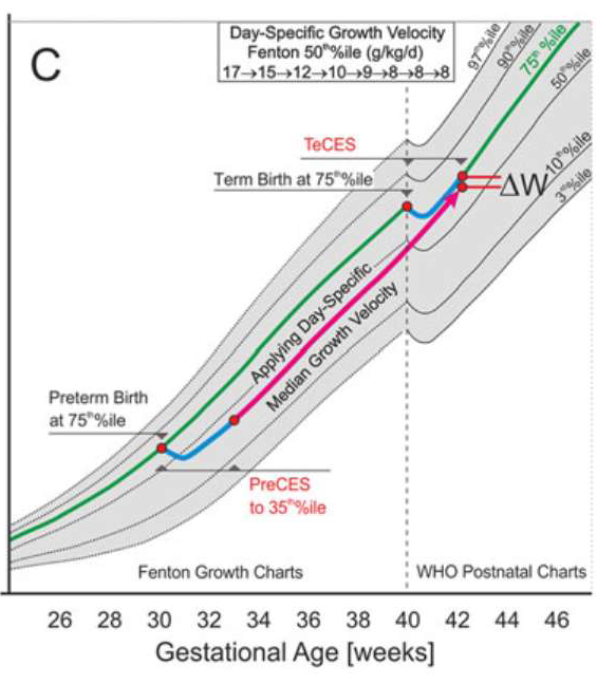 C
Day-Specific Growth Velocity
Fenton 50th%ile (g/kg/d)
17→15→12→10→9→8→8→8
97th%ile
90th%ile
75th %ile
50th%ile
10th%ile
3rd%ile
TeCES
Term Birth at 75th%ile
ΔW
Applying Day-Specific
Median Growth Velocity
Preterm Birth
at 75th%ile
PreCES
to 35th%ile
Fenton Growth Charts
WHO Postnatal Charts
26 28 30 32 34 36 38 40 42 44 46
Gestational Age [weeks]